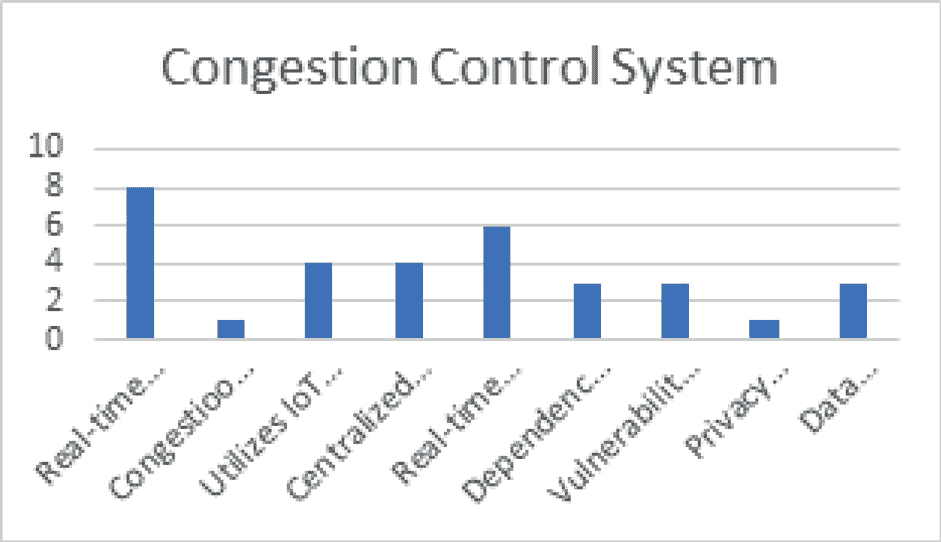 Congestion Control System
10
8
6
4
2
0
Real-time...
Congestioo...
Utilizes IoT...
Centralized...
Real-time...
Dependenc...
Vulnerabilit...
Privacy...
Data...